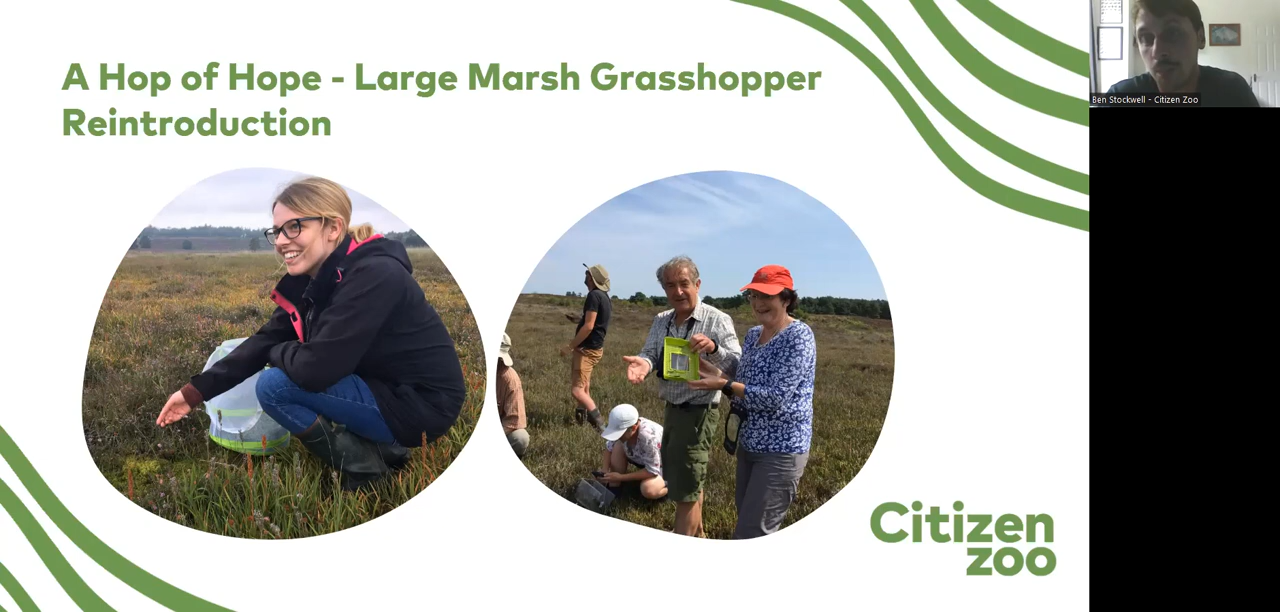 A Hop of Hope - Large Marsh Grasshopper
Reintroduction
Ben Stockwell - Citizen Zoo
Citizen
zoo